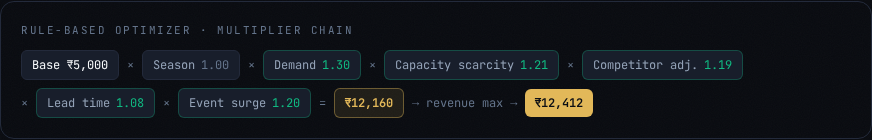 RULE-BASED OPTIMIZER · MULTIPLIER CHAIN
Base ₹5,000 × Season 1.00 × Demand 1.30 × Capacity scarcity 1.21 × Competitor adj. 1.19
× Lead time 1.08 × Event surge 1.20 = ₹12,160 → revenue max → ₹12,412